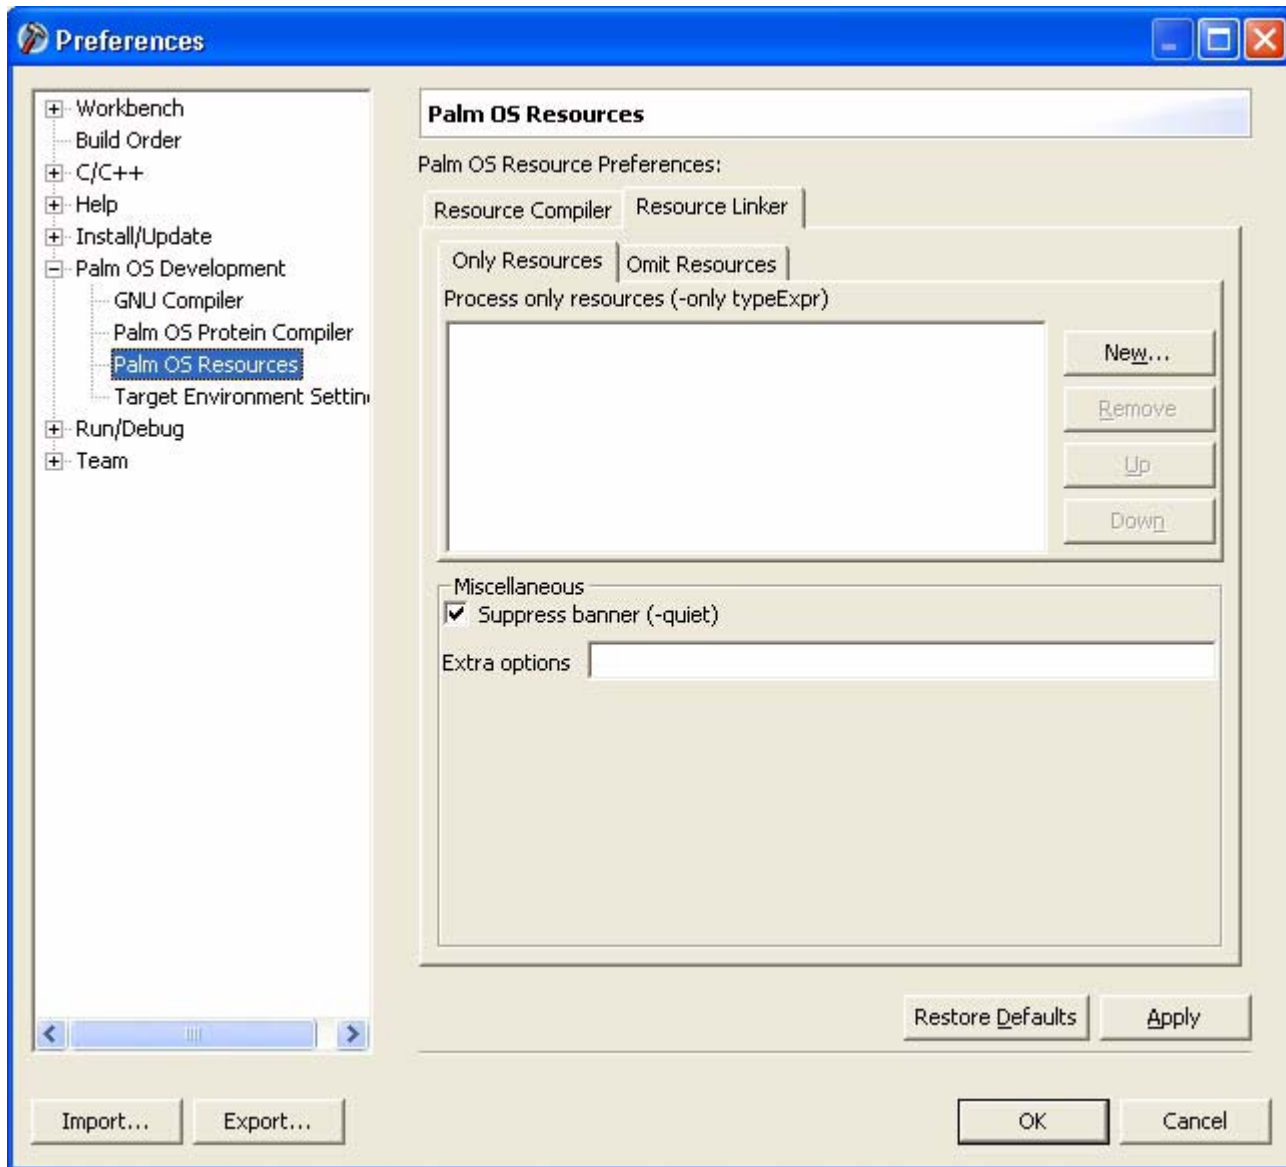 Preferences
Workbench
Build Order
C/C++
Help
Install/Update
Palm OS Development
GNU Compiler
Palm OS Protein Compiler
Palm OS Resources
Target Environment Settin
Run/Debug
Team
Palm OS Resources
Palm OS Resource Preferences:
Resource Compiler Resource Linker
Only Resources Omit Resources
Process only resources (-only typeExpr)
New...
Remove
Up
Down
Miscellaneous
Suppress banner (-quiet)
Extra options
Restore Defaults Apply
Import... Export... OK Cancel